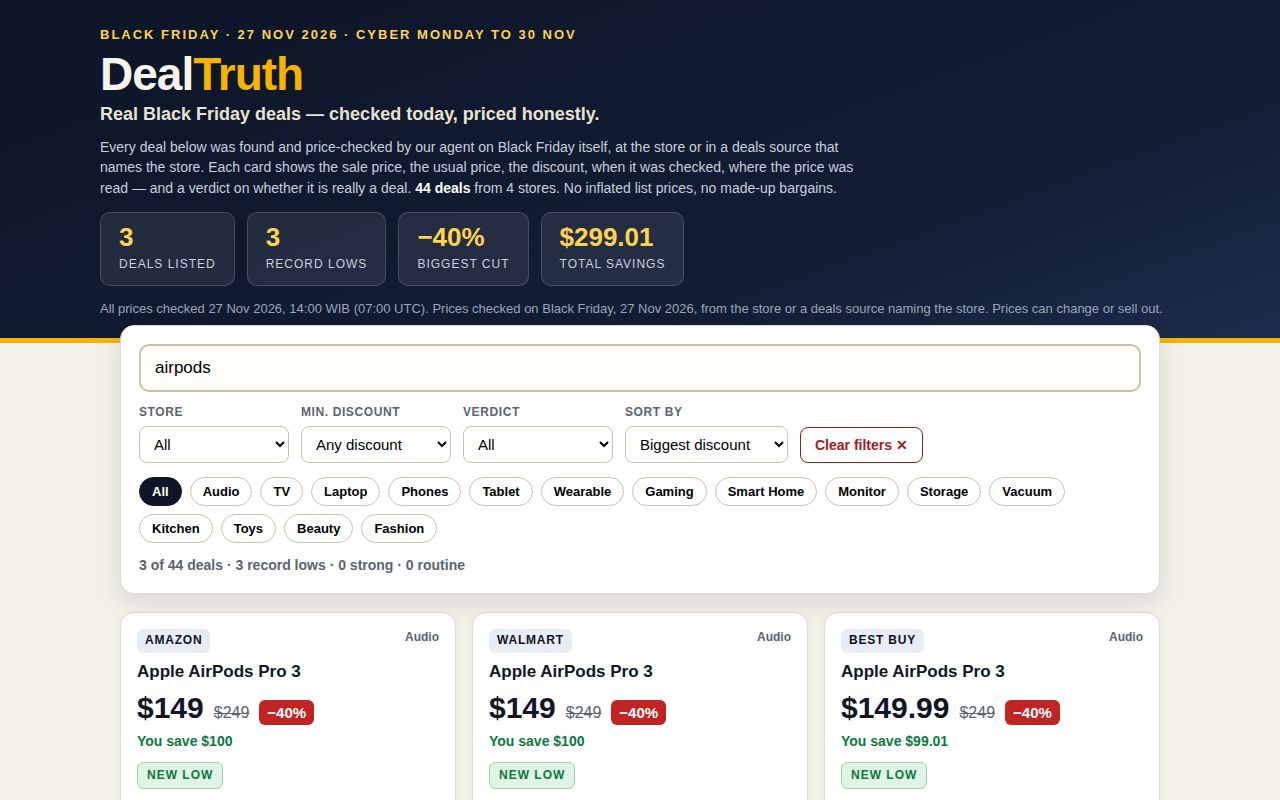 BLACK FRIDAY · 27 NOV 2026 · CYBER MONDAY TO 30 NOV
DealTruth
Real Black Friday deals — checked today, priced honestly.
Every deal below was found and price-checked by our agent on Black Friday itself, at the store or in a deals source that
names the store. Each card shows the sale price, the usual price, the discount, when it was checked, where the price was
read — and a verdict on whether it is really a deal. 44 deals from 4 stores. No inflated list prices, no made-up bargains.
3 3 −40% $299.01
DEALS LISTED RECORD LOWS BIGGEST CUT TOTAL SAVINGS
All prices checked 27 Nov 2026, 14:00 WIB (07:00 UTC). Prices checked on Black Friday, 27 Nov 2026, from the store or a deals source naming the store. Prices can change or sell out.
airpods
STORE MIN. DISCOUNT VERDICT SORT BY
All Any discount All Biggest discount Clear filters ✕
All Audio TV Laptop Phones Tablet Wearable Gaming Smart Home Monitor Storage Vacuum
Kitchen Toys Beauty Fashion
3 of 44 deals · 3 record lows · 0 strong · 0 routine
AMAZON Audio WALMART Audio BEST BUY Audio
Apple AirPods Pro 3 Apple AirPods Pro 3 Apple AirPods Pro 3
$149 $249 −40% $149 $249 −40% $149.99 $249 −40%
You save $100 You save $100 You save $99.01
NEW LOW NEW LOW NEW LOW